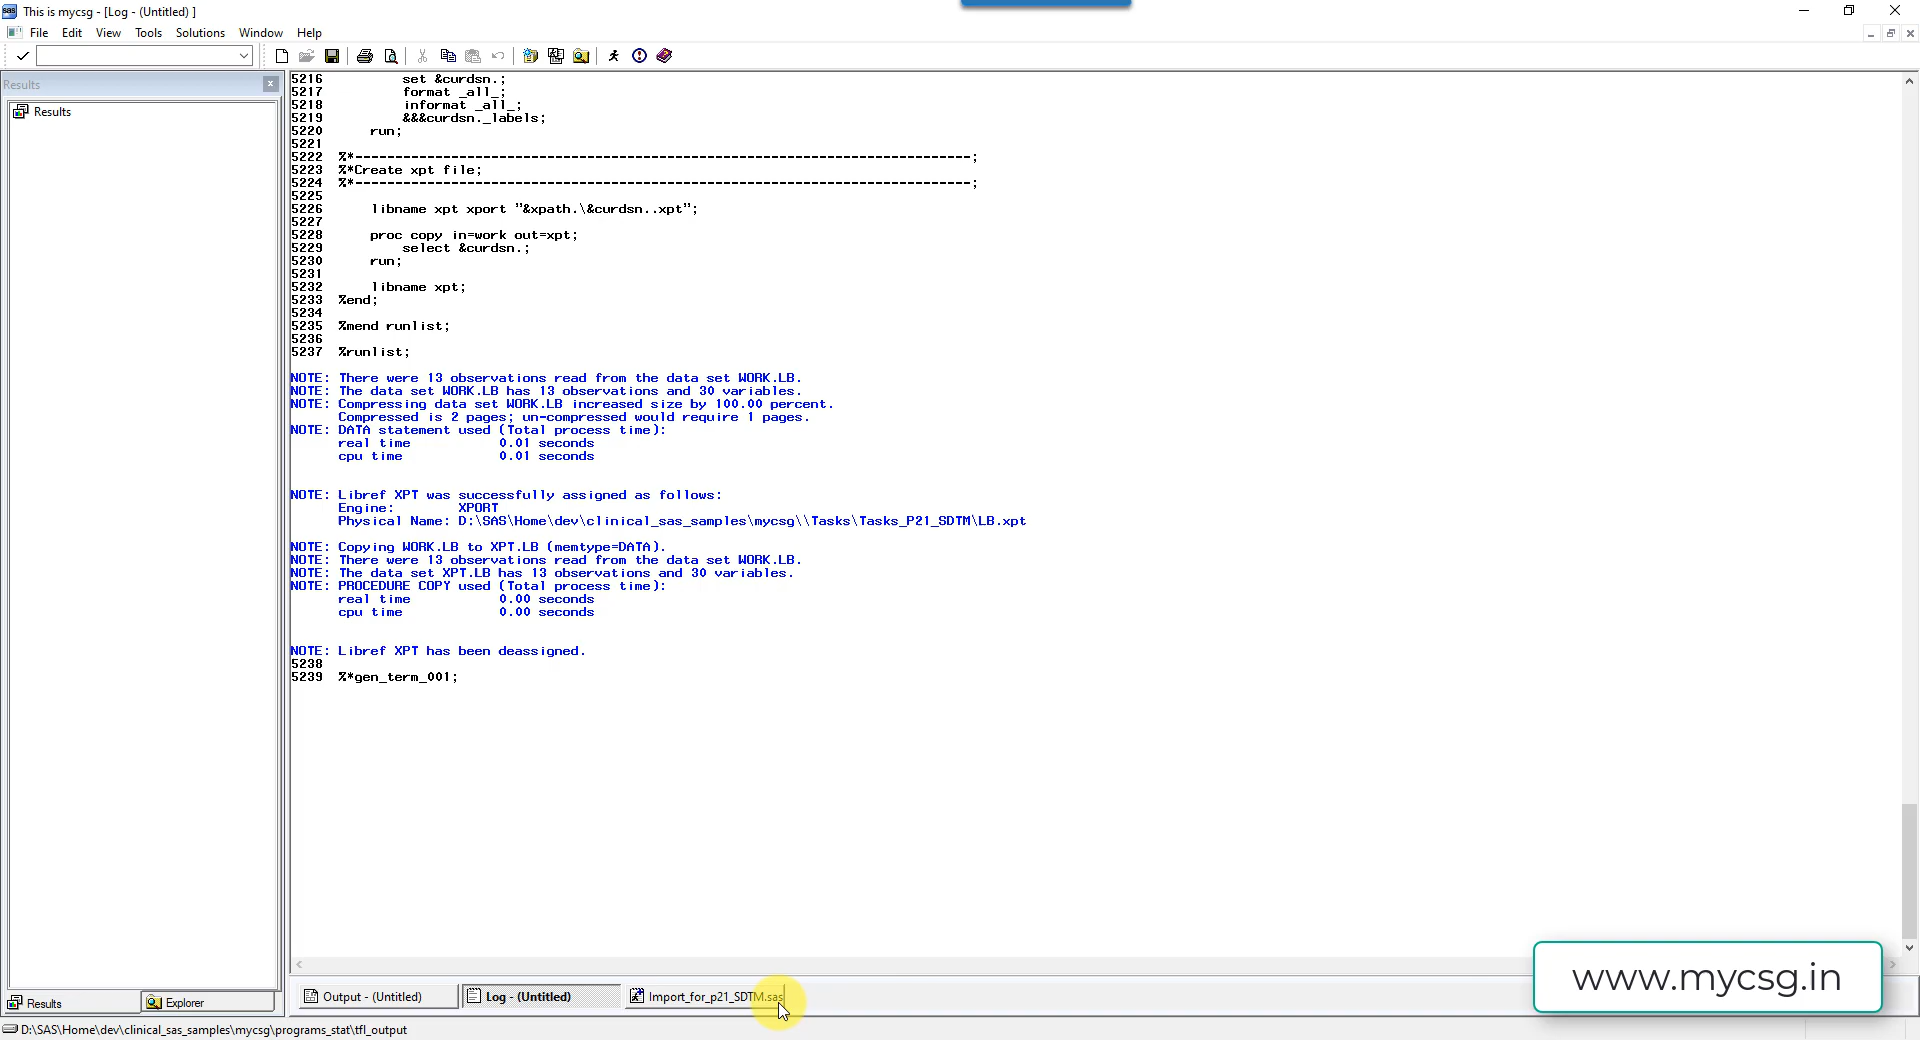 This is mycsg - [Log - (Untitled) ]
File Edit View Tools Solutions Window Help
Results
Results
5216 set &curdsn.;
5217 format _all_;
5218 informat _all_;
5219 &&&curdsn._labels;
5220 run;
5221
5222 %*-----------------------------------------------------------------------------;
5223 %*Create xpt file;
5224 %*-----------------------------------------------------------------------------;
5225
5226 libname xpt xport "&xpath.\&curdsn..xpt";
5227
5228 proc copy in=work out=xpt;
5229 select &curdsn.;
5230 run;
5231
5232 libname xpt;
5233 %end;
5234
5235 %mend runlist;
5236
5237 %runlist;
NOTE: There were 13 observations read from the data set WORK.LB.
NOTE: The data set WORK.LB has 13 observations and 30 variables.
NOTE: Compressing data set WORK.LB increased size by 100.00 percent.
Compressed is 2 pages; un-compressed would require 1 pages.
NOTE: DATA statement used (Total process time):
real time 0.01 seconds
cpu time 0.01 seconds
NOTE: Libref XPT was successfully assigned as follows:
Engine: XPORT
Physical Name: D:\SAS\Home\dev\clinical_sas_samples\mycsg\\Tasks\Tasks_P21_SDTM\LB.xpt
NOTE: Copying WORK.LB to XPT.LB (memtype=DATA).
NOTE: There were 13 observations read from the data set WORK.LB.
NOTE: The data set XPT.LB has 13 observations and 30 variables.
NOTE: PROCEDURE COPY used (Total process time):
real time 0.00 seconds
cpu time 0.00 seconds
NOTE: Libref XPT has been deassigned.
5238
5239 %*gen_term_001;
www.mycsg.in
Results Explorer
Output - (Untitled) Log - (Untitled) Import_for_p21_SDTM.sas
D:\SAS\Home\dev\clinical_sas_samples\mycsg\programs_stat\tfl_output